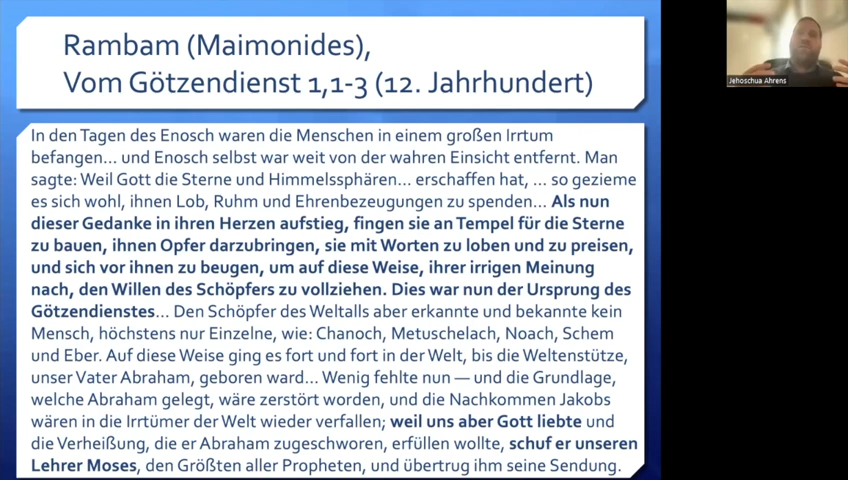 Rambam (Maimonides),
Vom Götzendienst 1,1-3 (12. Jahrhundert)
In den Tagen des Enosch waren die Menschen in einem großen Irrtum
befangen... und Enosch selbst war weit von der wahren Einsicht entfernt. Man
sagte: Weil Gott die Sterne und Himmelssphären... erschaffen hat, ... so gezieme
es sich wohl, ihnen Lob, Ruhm und Ehrenbezeugungen zu spenden... Als nun
dieser Gedanke in ihren Herzen aufstieg, fingen sie an Tempel für die Sterne
zu bauen, ihnen Opfer darzubringen, sie mit Worten zu loben und zu preisen,
und sich vor ihnen zu beugen, um auf diese Weise, ihrer irrigen Meinung
nach, den Willen des Schöpfers zu vollziehen. Dies war nun der Ursprung des
Götzendienstes... Den Schöpfer des Weltalls aber erkannte und bekannte kein
Mensch, höchstens nur Einzelne, wie: Chanoch, Metuschelach, Noach, Schem
und Eber. Auf diese Weise ging es fort und fort in der Welt, bis die Weltenstütze,
unser Vater Abraham, geboren ward... Wenig fehlte nun — und die Grundlage,
welche Abraham gelegt, wäre zerstört worden, und die Nachkommen Jakobs
wären in die Irrtümer der Welt wieder verfallen; weil uns aber Gott liebte und
die Verheißung, die er Abraham zugeschworen, erfüllen wollte, schuf er unseren
Lehrer Moses, den Größten aller Propheten, und übertrug ihm seine Sendung.
Jehoschua Ahrens